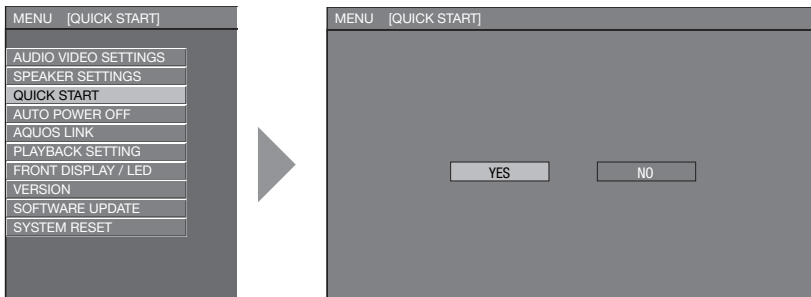 MENU [QUICK START]
AUDIO VIDEO SETTINGS
SPEAKER SETTINGS
QUICK START
AUTO POWER OFF
AQUOS LINK
PLAYBACK SETTING
FRONT DISPLAY / LED
VERSION
SOFTWARE UPDATE
SYSTEM RESET
MENU [QUICK START]
YES NO